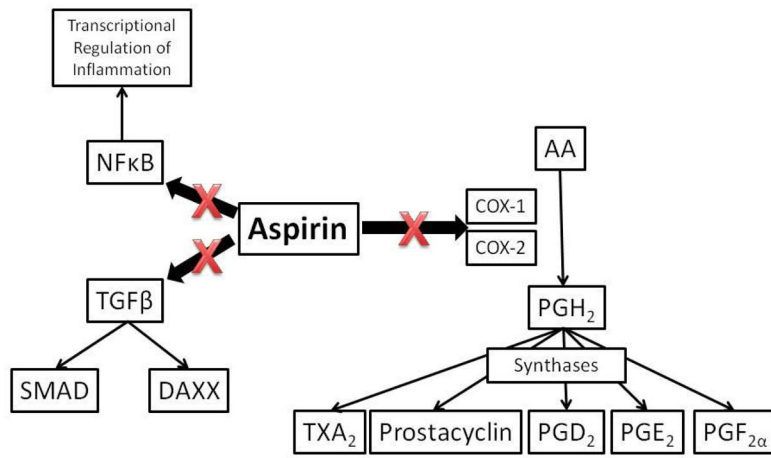 Transcriptional
Regulation of
Inflammation
NFκB
AA
COX-1
Aspirin
COX-2
TGFβ
PGH₂
Synthases
SMAD
DAXX
TXA₂
Prostacyclin
PGD₂
PGE₂
PGF₂α